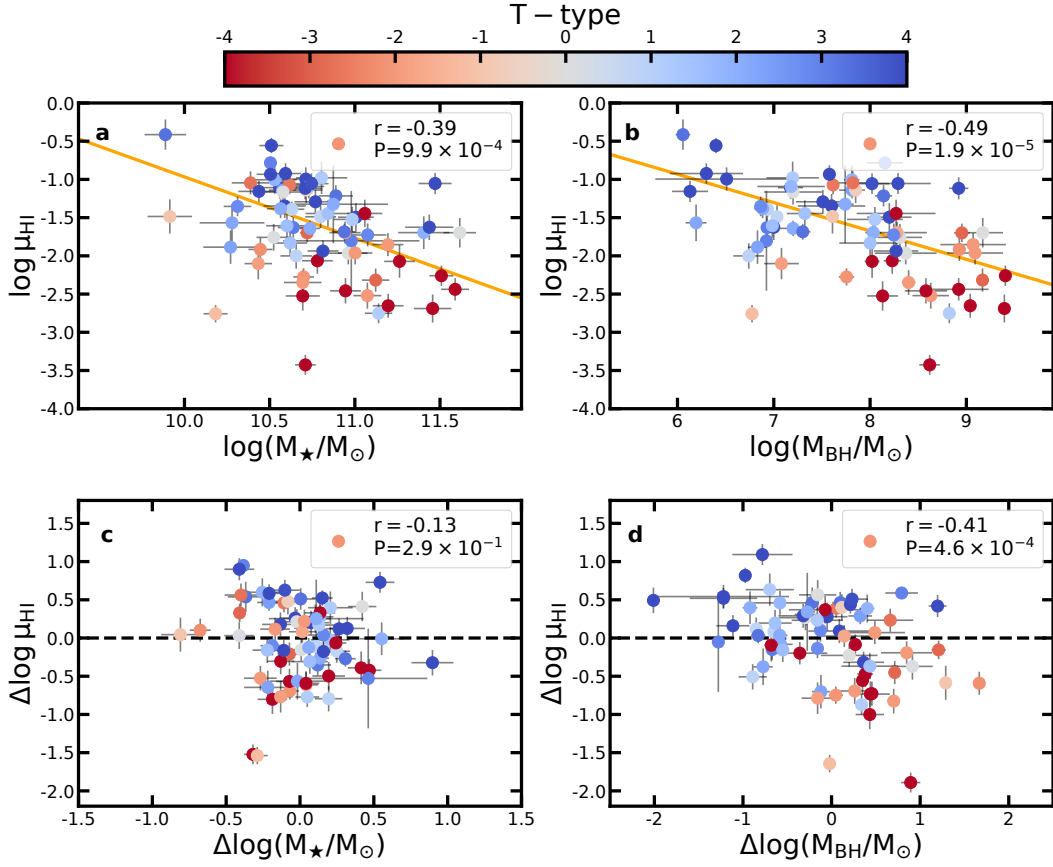 T − type
-4 -3 -2 -1 0 1 2 3 4
a
r = -0.39
P=9.9 × 10⁻⁴
0.0
-0.5
-1.0
-1.5
-2.0
-2.5
-3.0
-3.5
-4.0
log μ_HI
10.0 10.5 11.0 11.5
log(M★/M⊙)
b
r = -0.49
P=1.9 × 10⁻⁵
0.0
-0.5
-1.0
-1.5
-2.0
-2.5
-3.0
-3.5
-4.0
log μ_HI
6 7 8 9
log(M_BH/M⊙)
c
r = -0.13
P=2.9 × 10⁻¹
1.5
1.0
0.5
0.0
-0.5
-1.0
-1.5
-2.0
Δlog μ_HI
-1.5 -1.0 -0.5 0.0 0.5 1.0 1.5
Δlog(M★/M⊙)
d
r = -0.41
P=4.6 × 10⁻⁴
1.5
1.0
0.5
0.0
-0.5
-1.0
-1.5
-2.0
Δlog μ_HI
-2 -1 0 1 2
Δlog(M_BH/M⊙)